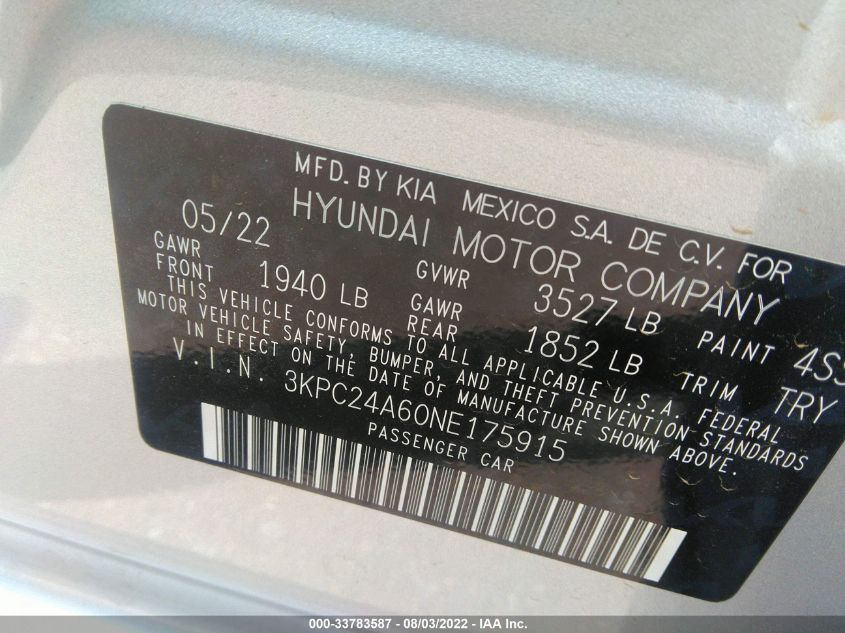 MFD. BY KIA MEXICO S.A. DE C.V. FOR
HYUNDAI MOTOR COMPANY
05/22
GAWR FRONT 1940 LB
GVWR 3527 LB
GAWR REAR 1852 LB
PAINT
TRIM TRY
THIS VEHICLE CONFORMS TO ALL APPLICABLE U.S.A. FEDERAL
MOTOR VEHICLE SAFETY, BUMPER, AND THEFT PREVENTION STANDARDS
IN EFFECT ON THE DATE OF MANUFACTURE SHOWN ABOVE.
V.I.N. 3KPC24A60NE175915
PASSENGER CAR
000-33783587 - 08/03/2022 - IAA Inc.